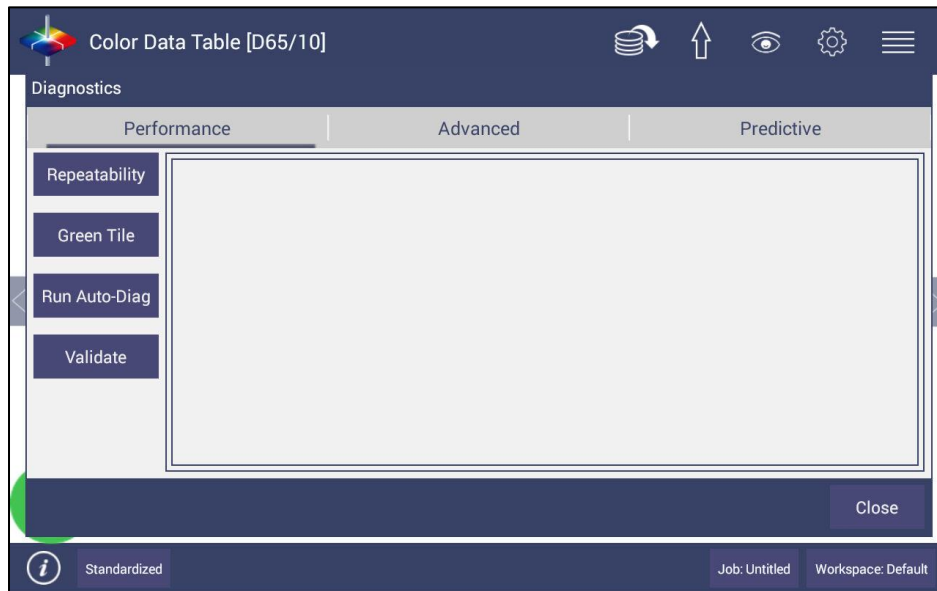 Color Data Table [D65/10]
Diagnostics
Performance Advanced Predictive
Repeatability
Green Tile
Run Auto-Diag
Validate
Close
i Standardized Job: Untitled Workspace: Default